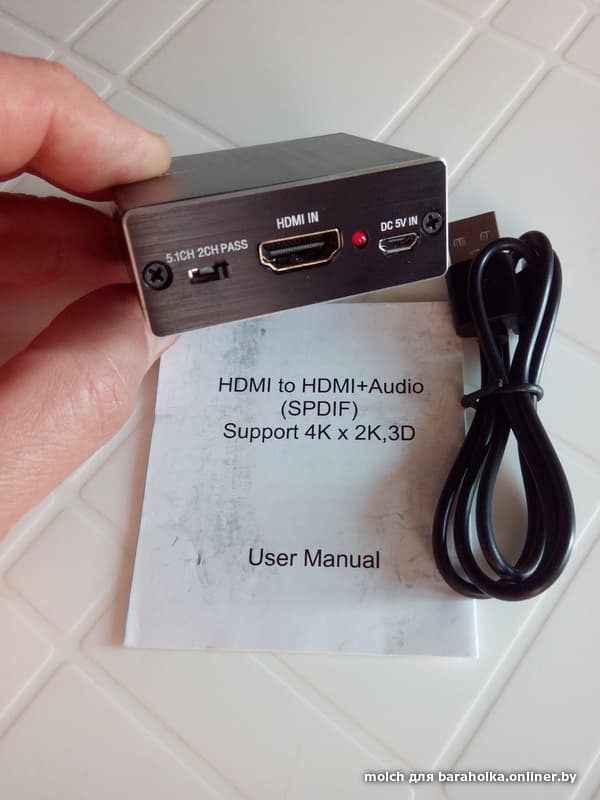 HDMI IN
DC 5V IN
5.1CH 2CH PASS
HDMI to HDMI+Audio
(SPDIF)
Support 4K x 2K,3D
User Manual
molch для baraholka.onliner.by